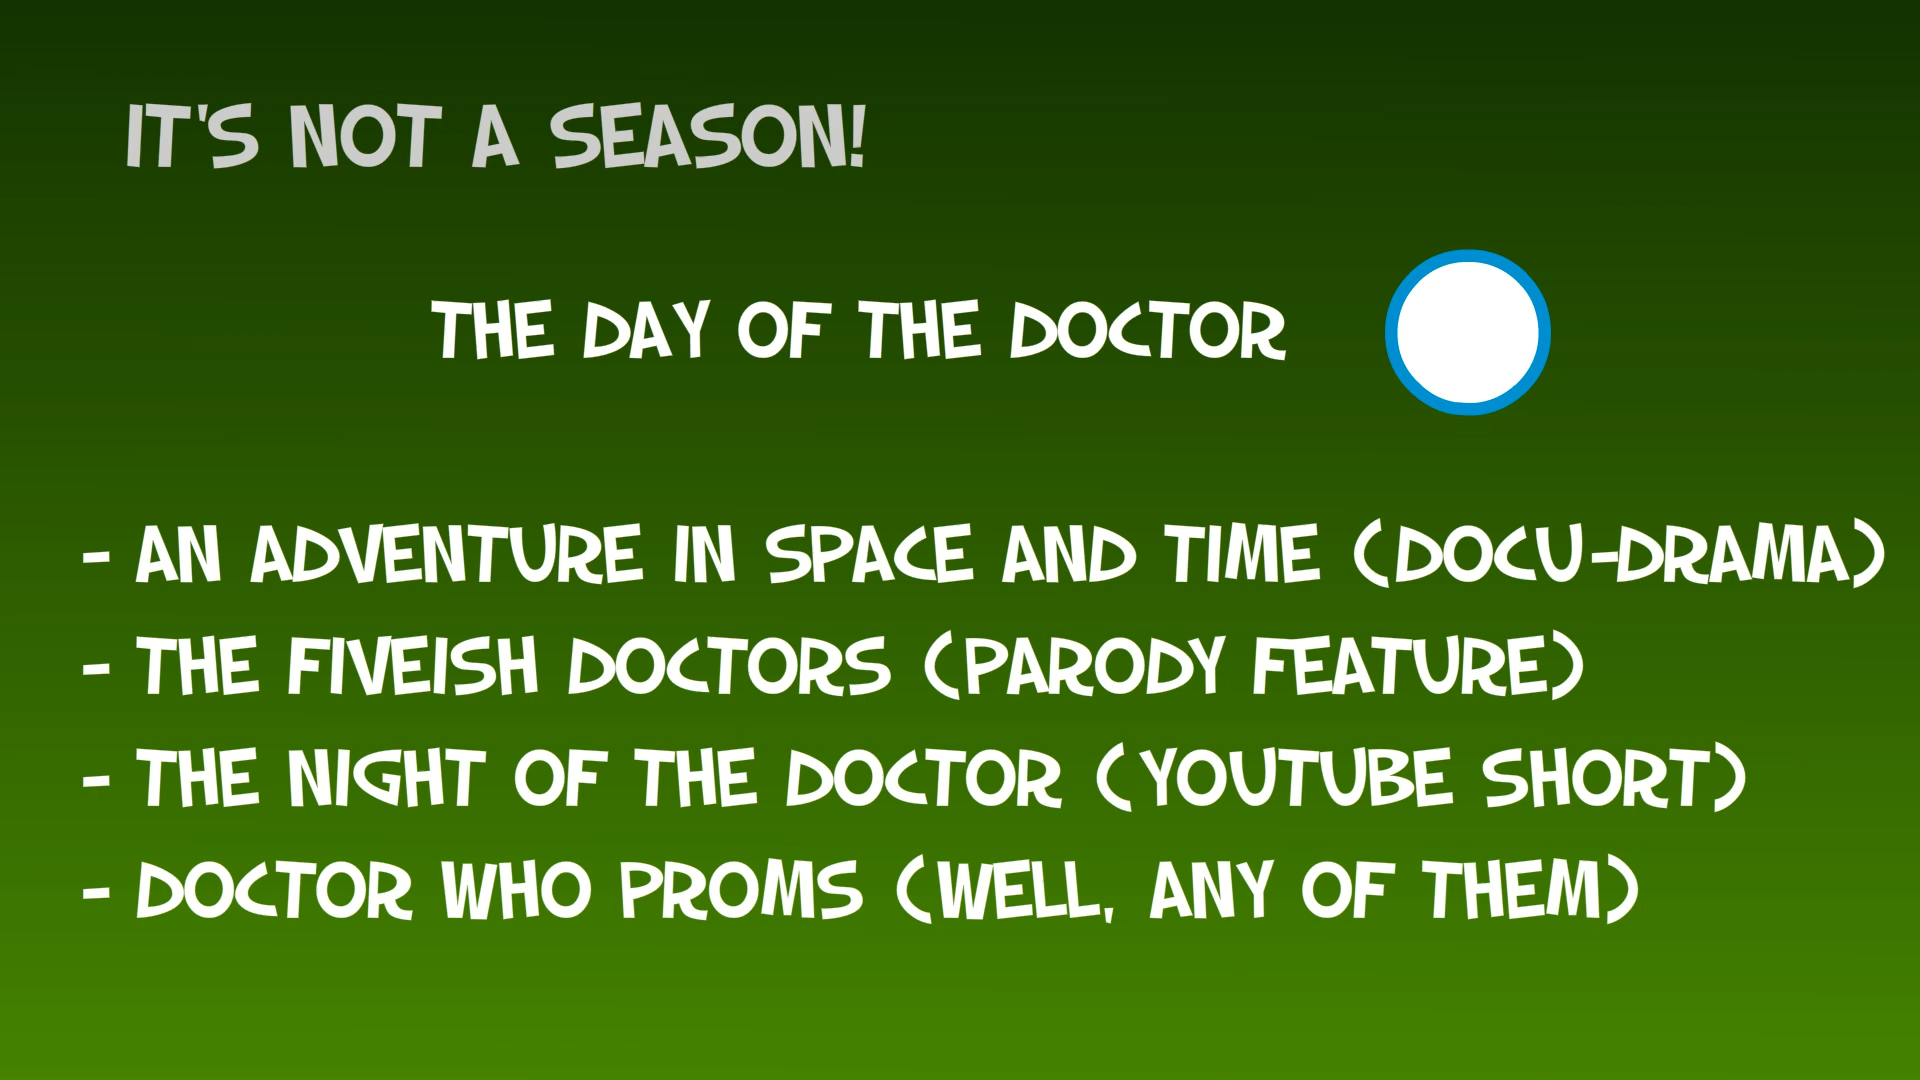 IT'S NOT A SEASON!
THE DAY OF THE DOCTOR
- AN ADVENTURE IN SPACE AND TIME (DOCU-DRAMA)
- THE FIVEISH DOCTORS (PARODY FEATURE)
- THE NIGHT OF THE DOCTOR (YOUTUBE SHORT)
- DOCTOR WHO PROMS (WELL, ANY OF THEM)